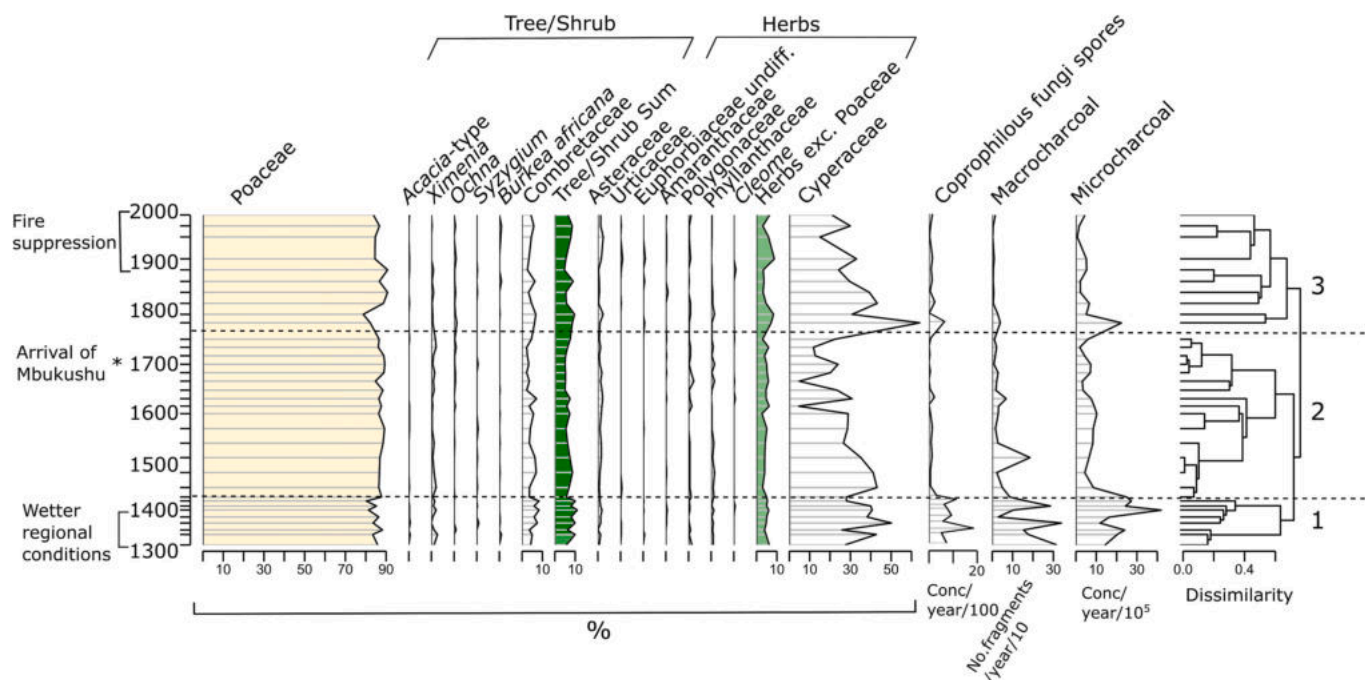 Tree/Shrub
Herbs
Poaceae
Acacia-type
Ximenia
Ochna
Syzygium
Burkea africana
Combretaceae
Tree/Shrub Sum
Asteraceae
Urticaceae
Euphorbiaceae undiff.
Amaranthaceae
Polygonaceae
Phyllanthaceae
Cleome
Herbs exc. Poaceae
Cyperaceae
Coprophilous fungi spores
Macrocharcoal
Microcharcoal
Fire
suppression
2000
1900
1800
Arrival of
Mbukushu *
1700
1600
1500
Wetter
regional
conditions
1400
1300
3
2
1
10 30 50 70 90
10
10
10 30 50
20
10 30
10 30
0.0 0.4
%
Conc/
year/100
No.fragments
/year/10
Conc/
year/10⁵
Dissimilarity